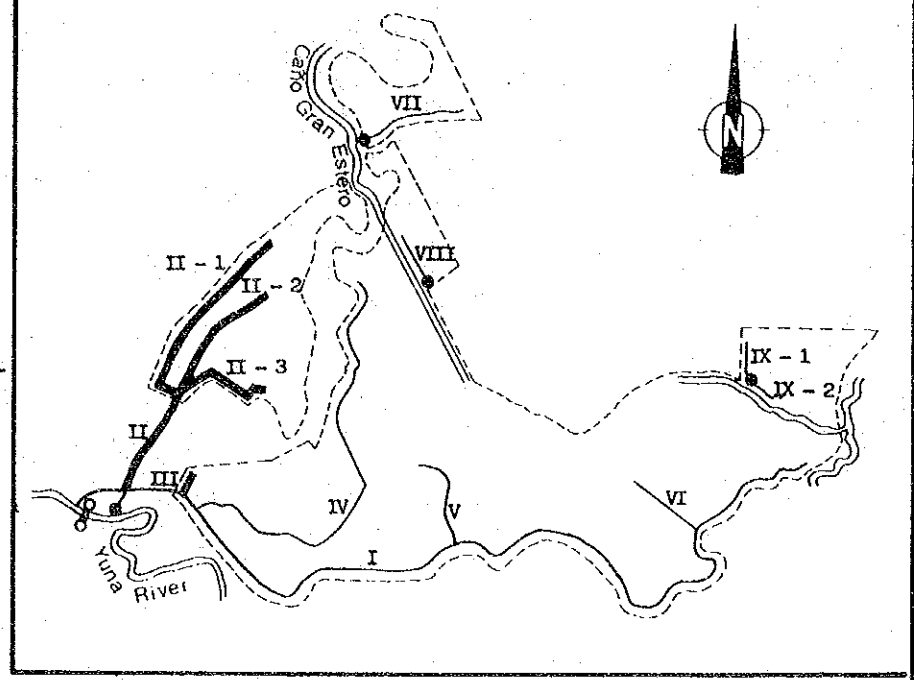 Caño Gran Estero
VII
N
VIII
II - 1
II - 2
II - 3
IX - 1
IX - 2
II
III
IV
V
VI
I
Yuna River